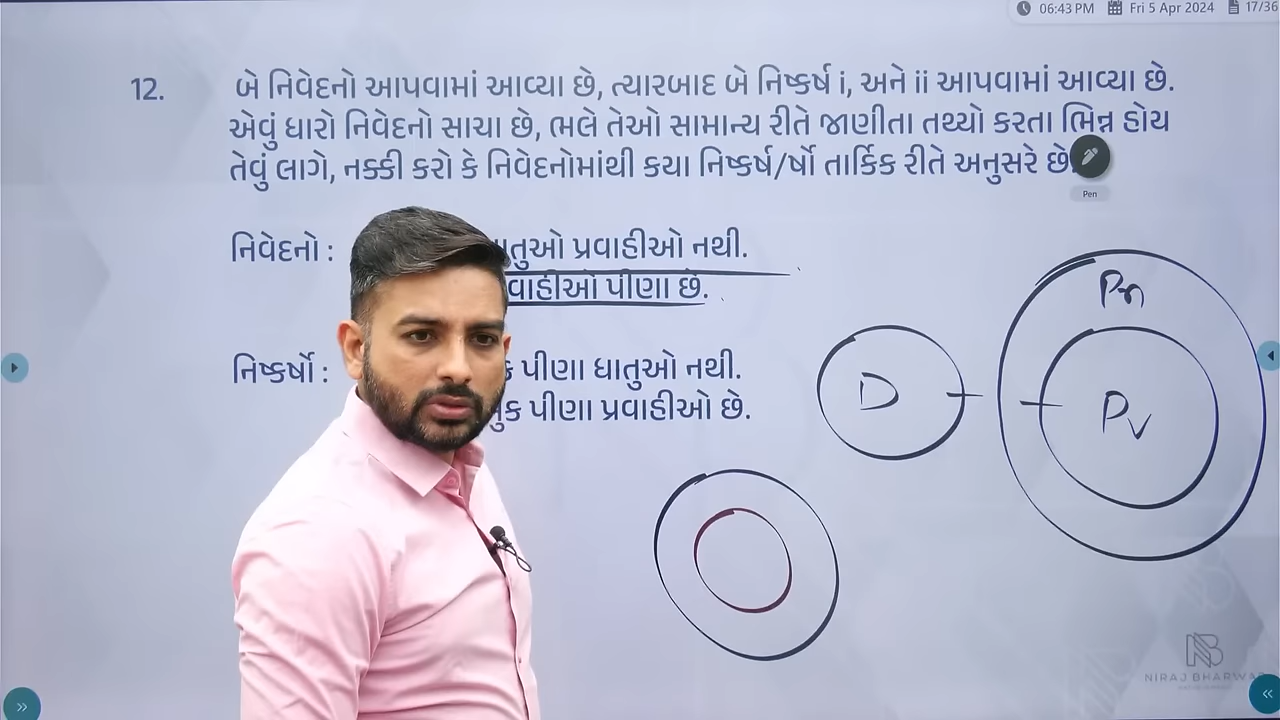 06:43 PM Fri 5 Apr 2024 17/36
12. બે નિવેદનો આપવામાં આવ્યા છે, ત્યારબાદ બે નિષ્કર્ષ i, અને ii આપવામાં આવ્યા છે.
એવું ધારો નિવેદનો સાચા છે, ભલે તેઓ સામાન્ય રીતે જાણીતા તથ્યો કરતા ભિન્ન હોય
તેવું લાગે, નક્કી કરો કે નિવેદનોમાંથી કયા નિષ્કર્ષ/ર્ષો તાર્કિક રીતે અનુસરે છે
Pen
નિવેદનો : પ્રવાહીઓ નથી.
પીણા છે.
નિષ્કર્ષો : પીણા ધાતુઓ નથી.
પીણા પ્રવાહીઓ છે.
Pn
D
Pv
NB
NIRAJ BHARWA